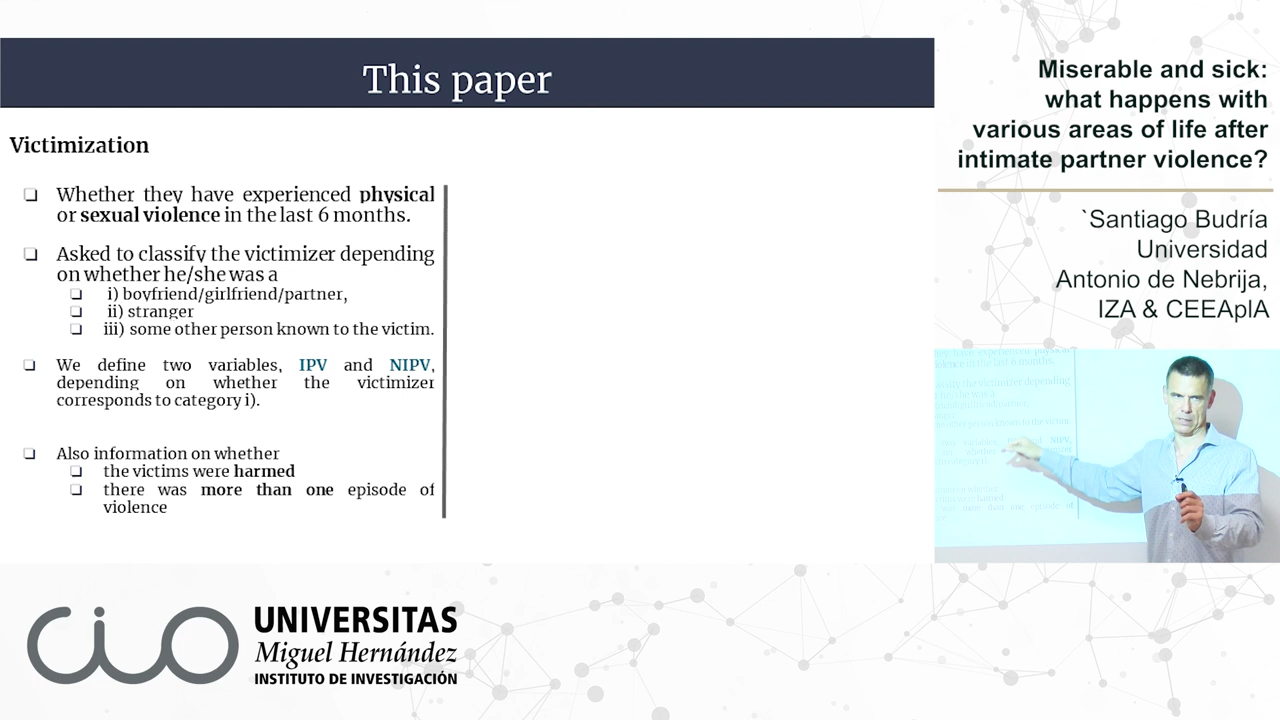 This paper
Victimization
❑ Whether they have experienced physical
or sexual violence in the last 6 months.
❑ Asked to classify the victimizer depending
on whether he/she was a
❑ i) boyfriend/girlfriend/partner,
❑ ii) stranger
❑ iii) some other person known to the victim.
❑ We define two variables, IPV and NIPV,
depending on whether the victimizer
corresponds to category i).
❑ Also information on whether
❑ the victims were harmed
❑ there was more than one episode of
violence
Miserable and sick:
what happens with
various areas of life after
intimate partner violence?
`Santiago Budría
Universidad
Antonio de Nebrija,
IZA & CEEAplA
cio
UNIVERSITAS
Miguel Hernández
INSTITUTO DE INVESTIGACIÓN